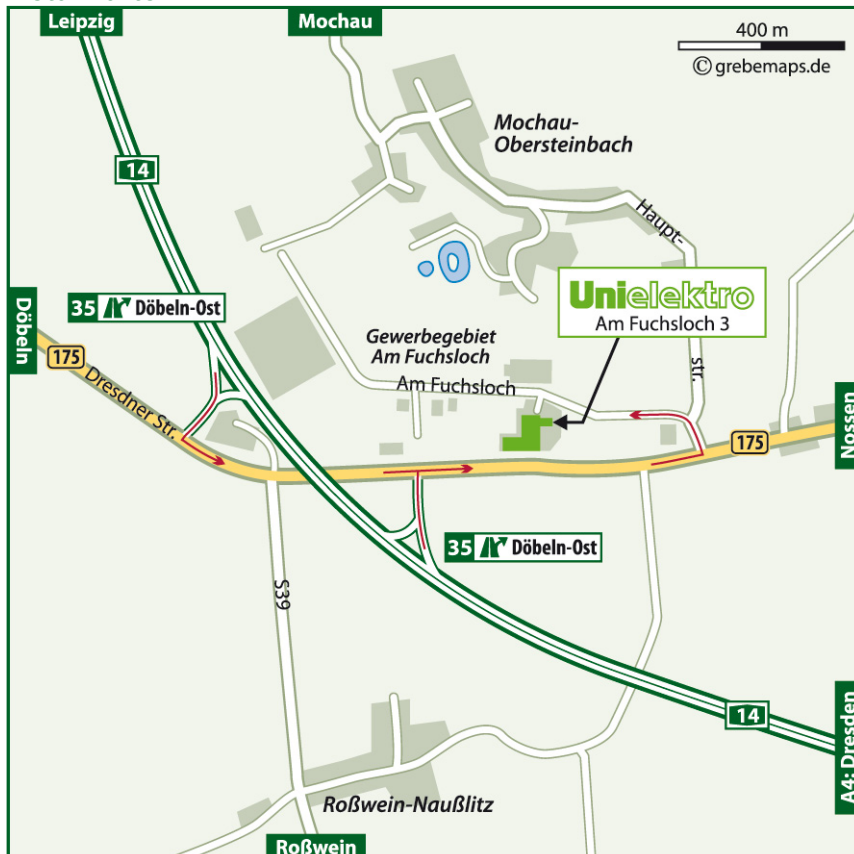 Leipzig
Mochau
400 m
© grebemaps.de
Mochau-
Obersteinbach
14
Haupt-
str.
35 Döbeln-Ost
Döbeln
175
Dresdner Str.
Unielektro
Am Fuchsloch 3
Gewerbegebiet
Am Fuchsloch
Am Fuchsloch
175
Nossen
35 Döbeln-Ost
S39
14
A4: Dresden
Roßwein-Naußlitz
Roßwein